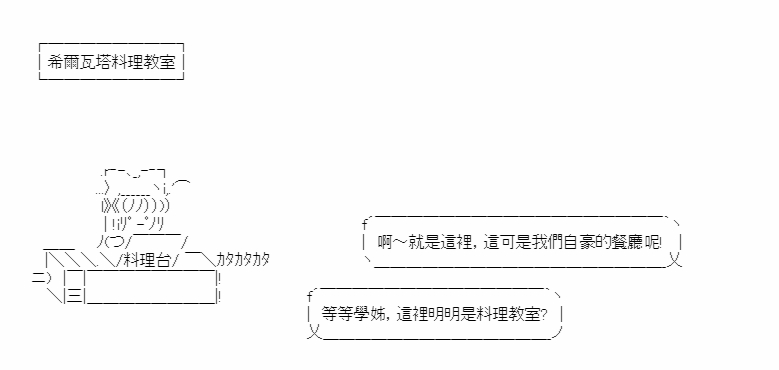 希爾瓦塔料理教室
啊～就是這裡，這可是我們自豪的餐廳呢！
料理台
ｶﾀｶﾀｶﾀ
等等學姊，這裡明明是料理教室？